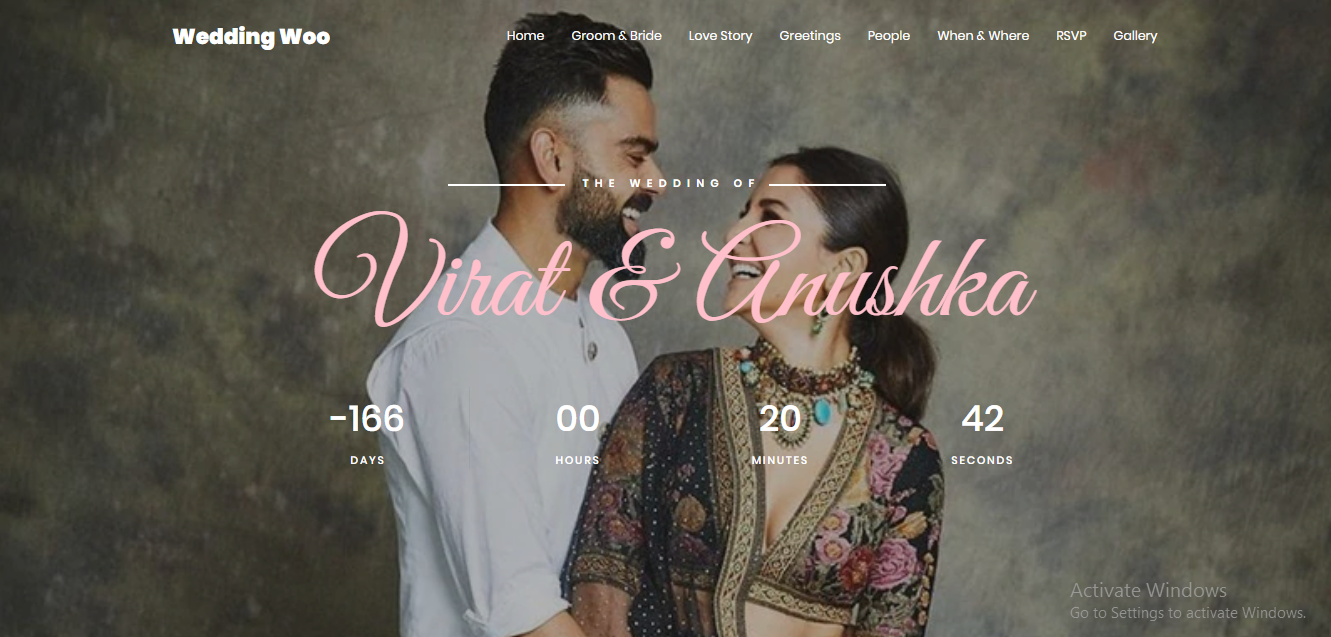 Wedding Woo
Home Groom & Bride Love Story Greetings People When & Where RSVP Gallery
THE WEDDING OF
Virat & Anushka
-166 00 20 42
DAYS HOURS MINUTES SECONDS
Activate Windows
Go to Settings to activate Windows.